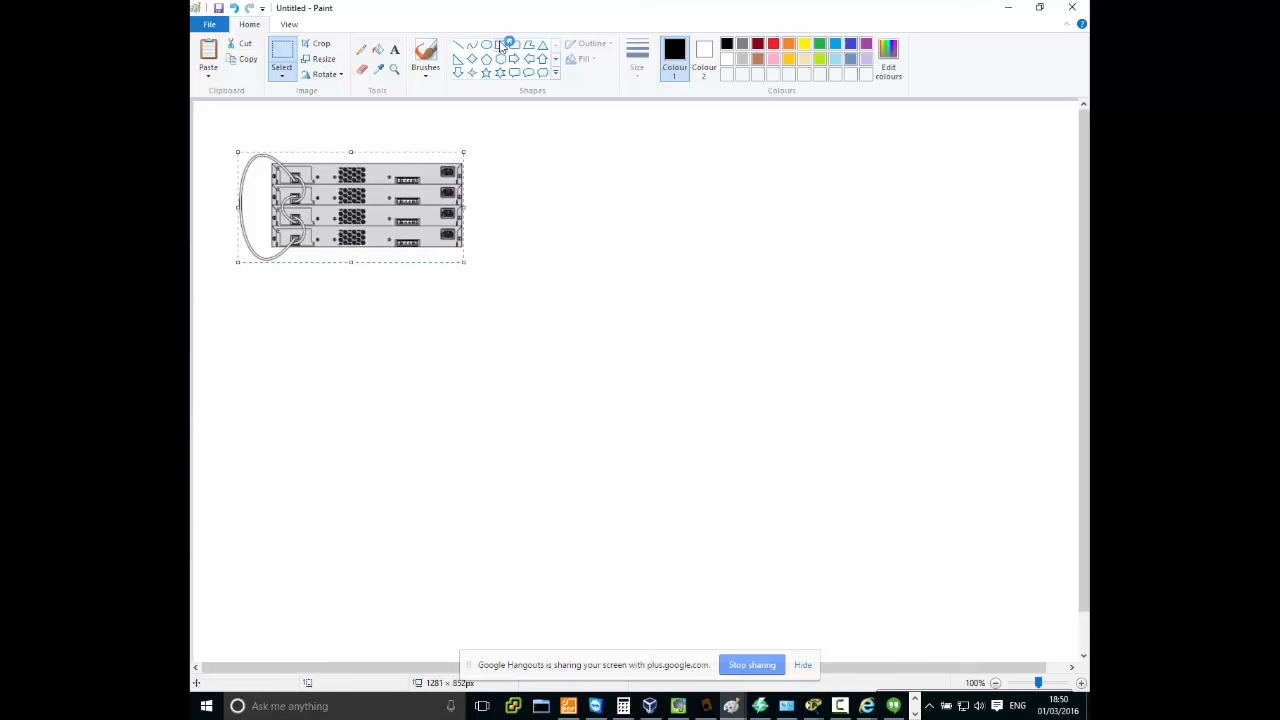 Untitled - Paint
File Home View
Paste
Cut
Copy
Clipboard
Select
Crop
Resize
Rotate
Image
Tools
Brushes
Shapes
Outline
Fill
Size
Colour 1
Colour 2
Edit colours
Colours
Google Hangouts is sharing your screen with plus.google.com. Stop sharing Hide
1281 × 852px 100%
Ask me anything
ENG
18:50
01/03/2016